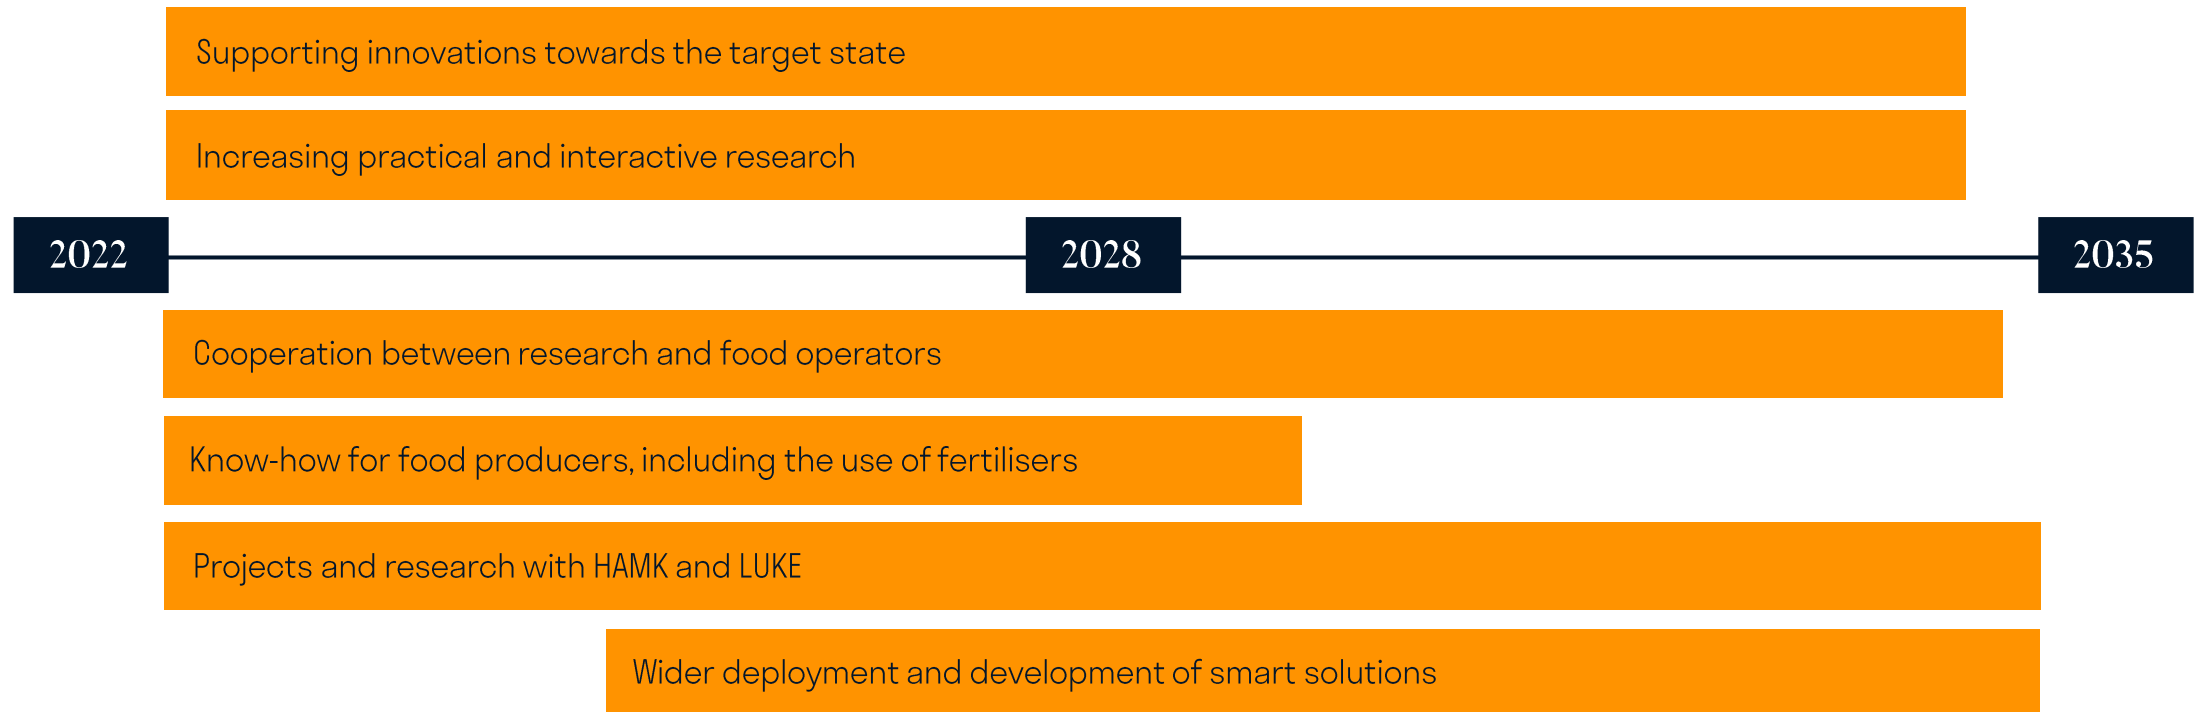 Supporting innovations towards the target state
Increasing practical and interactive research
2022
2028
2035
Cooperation between research and food operators
Know-how for food producers, including the use of fertilisers
Projects and research with HAMK and LUKE
Wider deployment and development of smart solutions